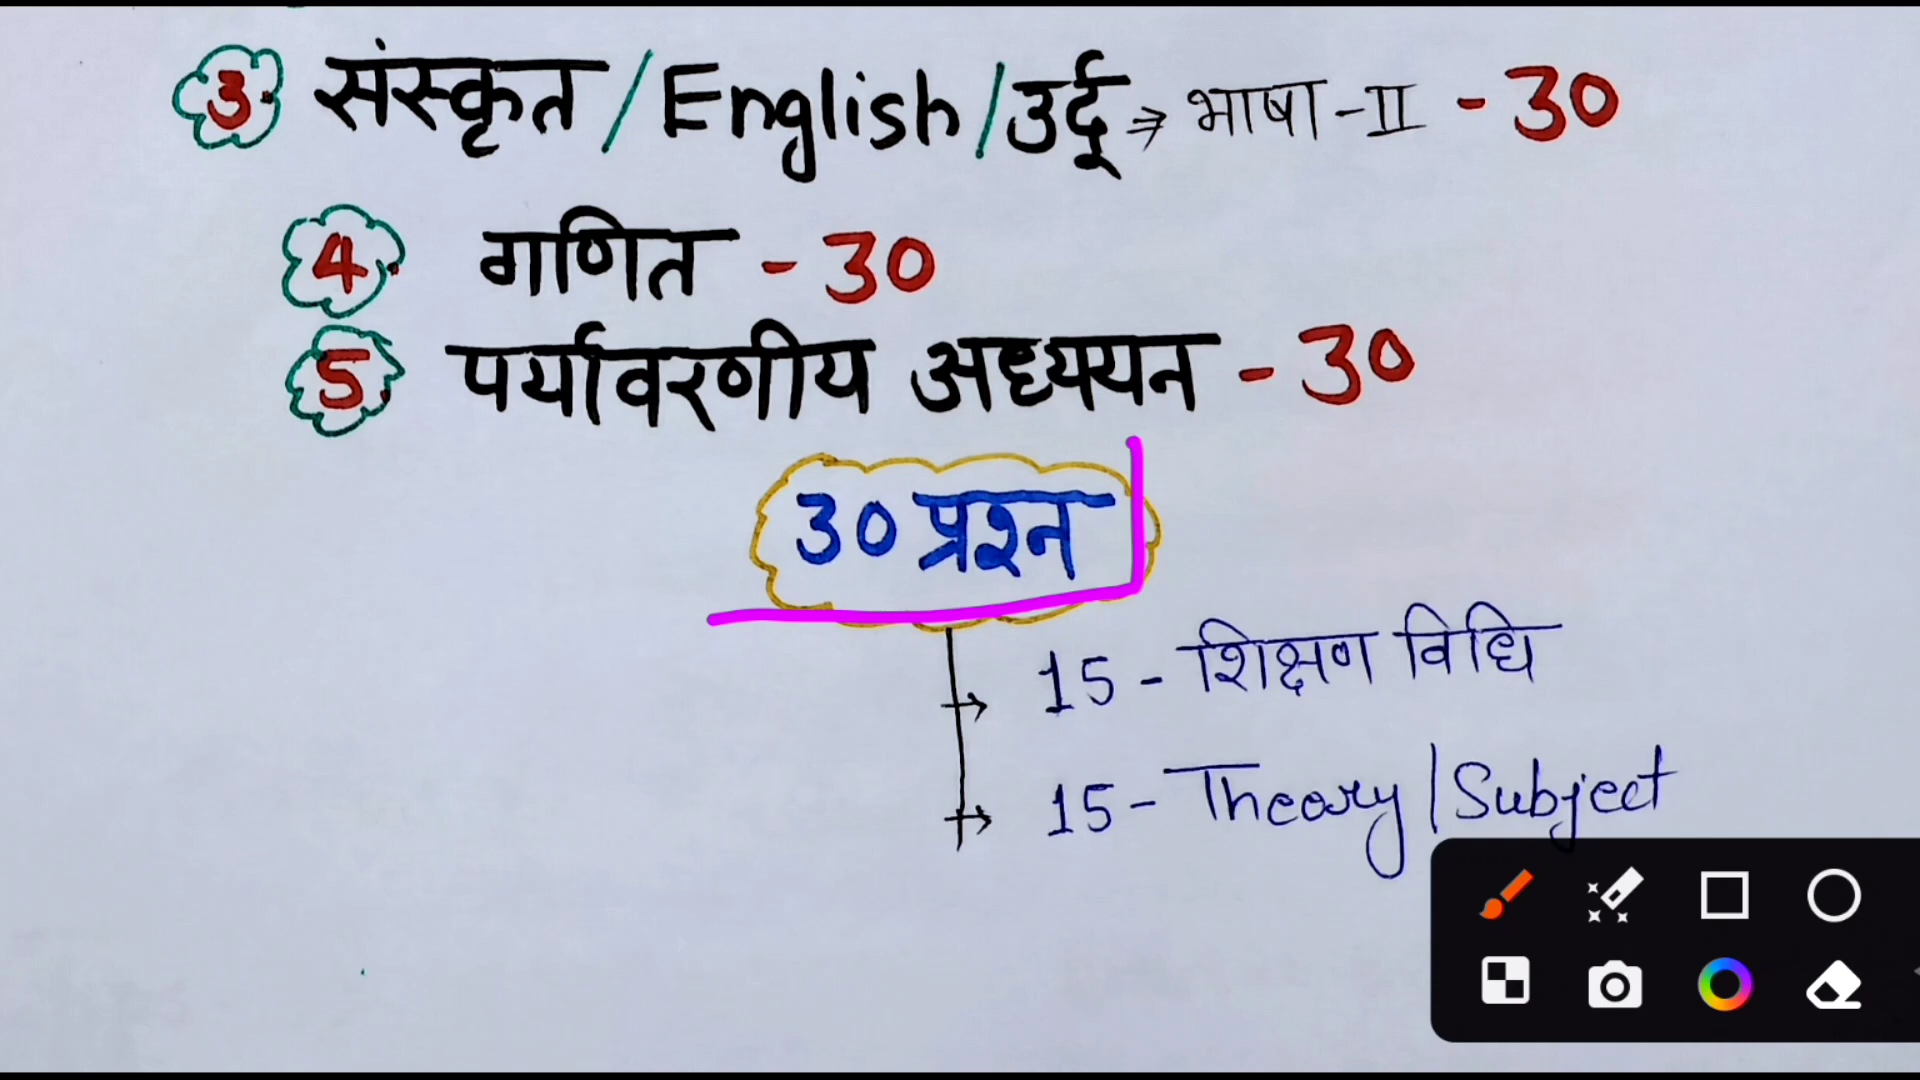 3. संस्कृत/English/उर्दू ⇒ भाषा-II - 30
4. गणित - 30
5. पर्यावरणीय अध्ययन - 30
30 प्रश्न
15 - शिक्षण विधि
15 - Theory|Subject